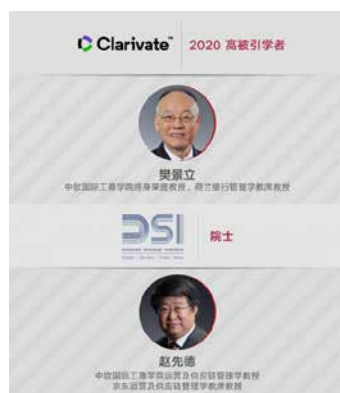 Clarivate™ 2020 高被引学者
樊景立
中欧国际工商学院终身荣誉教授，荷兰银行管理学教席教授
DSI 院士
赵先德
中欧国际工商学院运营及供应链管理学教授
京东运营及供应链管理学教席教授